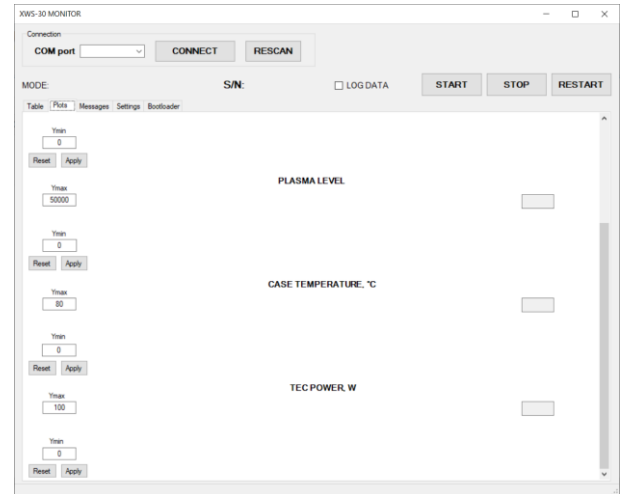 XWS-30 MONITOR
Connection
COM port CONNECT RESCAN
MODE: S/N: LOG DATA START STOP RESTART
Table Plots Messages Settings Bootloader
Ymin
0
Reset Apply
PLASMA LEVEL
Ymax
50000
Ymin
0
Reset Apply
CASE TEMPERATURE, °C
Ymax
80
Ymin
0
Reset Apply
TEC POWER, W
Ymax
100
Ymin
0
Reset Apply